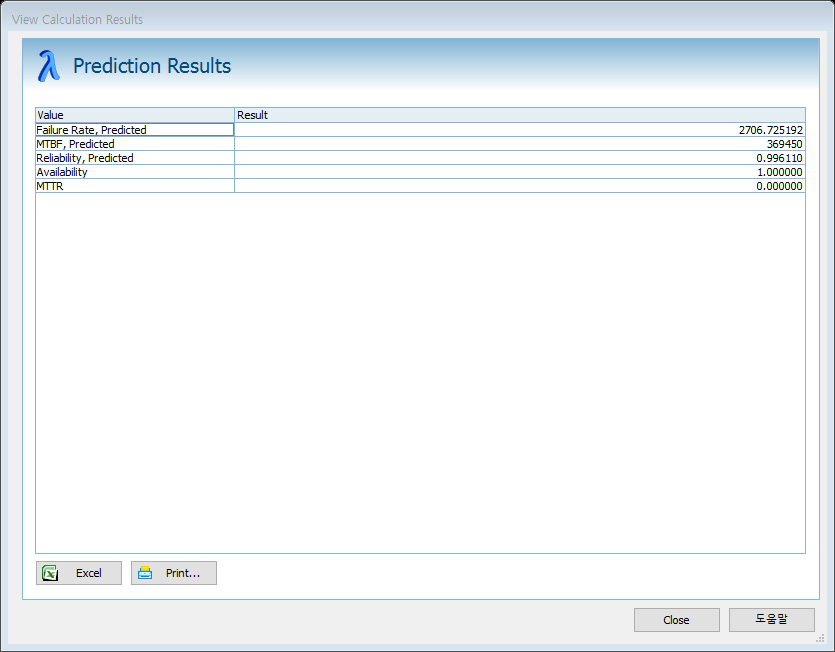 View Calculation Results
Prediction Results
Value Result
Failure Rate, Predicted 2706.725192
MTBF, Predicted 369450
Reliability, Predicted 0.996110
Availability 1.000000
MTTR 0.000000
Excel Print...
Close 도움말